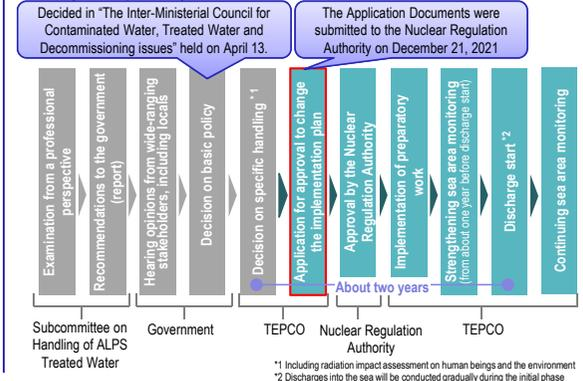 Decided in “The Inter-Ministerial Council for
Contaminated Water, Treated Water and
Decommissioning issues” held on April 13.
The Application Documents were
submitted to the Nuclear Regulation
Authority on December 21, 2021
Examination from a professional
perspective
Recommendations to the government
(report)
Hearing opinions from wide-ranging
stakeholders, including locals
Decision on basic policy
Decision on specific handling *1
Application for approval to change
the implementation plan
Approval by the Nuclear
Regulation Authority
Implementation of preparatory
work
Strengthening sea area monitoring
(from about one year before discharge start)
Discharge start *2
Continuing sea area monitoring
About two years
Subcommittee on
Handling of ALPS
Treated Water
Government
TEPCO
Nuclear Regulation
Authority
TEPCO
*1 Including radiation impact assessment on human beings and the environment
*2 Discharges into the sea will be conducted gradually during the initial phase